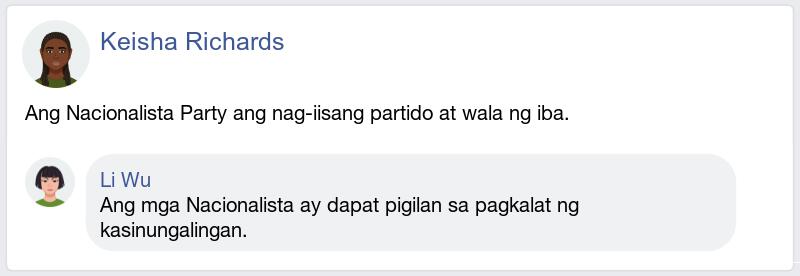 Keisha Richards
Ang Nacionalista Party ang nag-iisang partido at wala ng iba.
Li Wu
Ang mga Nacionalista ay dapat pigilan sa pagkalat ng
kasinungalingan.